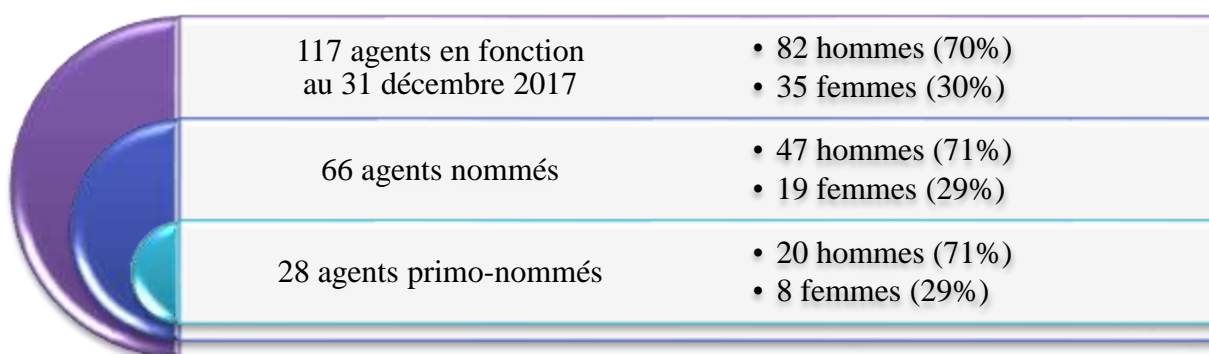 117 agents en fonction
au 31 décembre 2017
• 82 hommes (70%)
• 35 femmes (30%)
66 agents nommés
• 47 hommes (71%)
• 19 femmes (29%)
28 agents primo-nommés
• 20 hommes (71%)
• 8 femmes (29%)